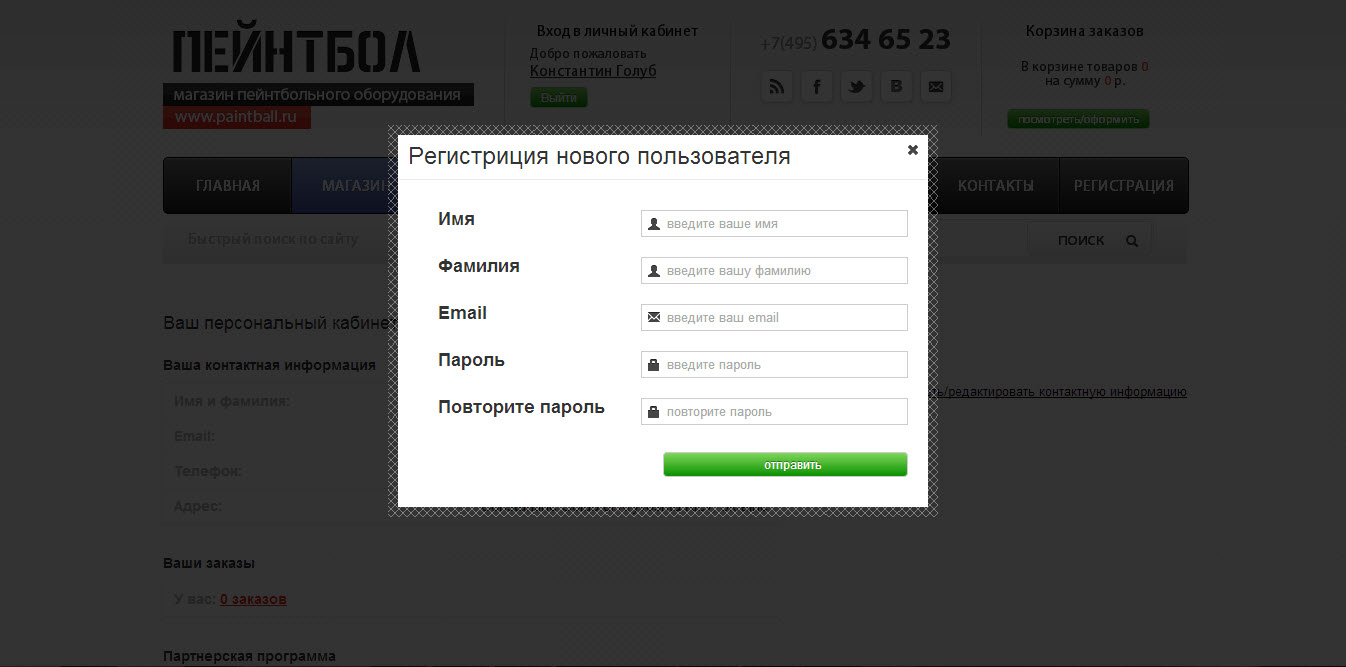 ПЕЙНТБОЛ
магазин пейнтбольного оборудования
www.paintball.ru
Вход в личный кабинет
Добро пожаловать
Константин Голуб
Выйти
+7(495) 634 65 23
Корзина заказов
В корзине товаров 0
на сумму 0 р.
посмотреть/оформить
ГЛАВНАЯ
МАГАЗИН
КОНТАКТЫ
РЕГИСТРАЦИЯ
Быстрый поиск по сайту
ПОИСК
Регистриция нового пользователя
Имя
введите ваше имя
Фамилия
введите вашу фамилию
Email
введите ваш email
Пароль
введите пароль
Повторите пароль
повторите пароль
отправить
Ваш персональный кабинет
Ваша контактная информация
/редактировать контактную информацию
Имя и фамилия:
Email:
Телефон:
Адрес:
Ваши заказы
У вас: 0 заказов
Партнерская программа